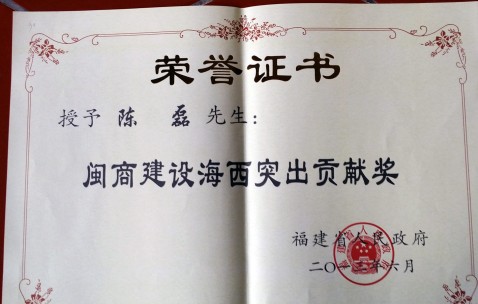 荣誉证书
授予 陈 磊 先生：
闽商建设海西突出贡献奖
福建省人民政府
二〇一三年六月